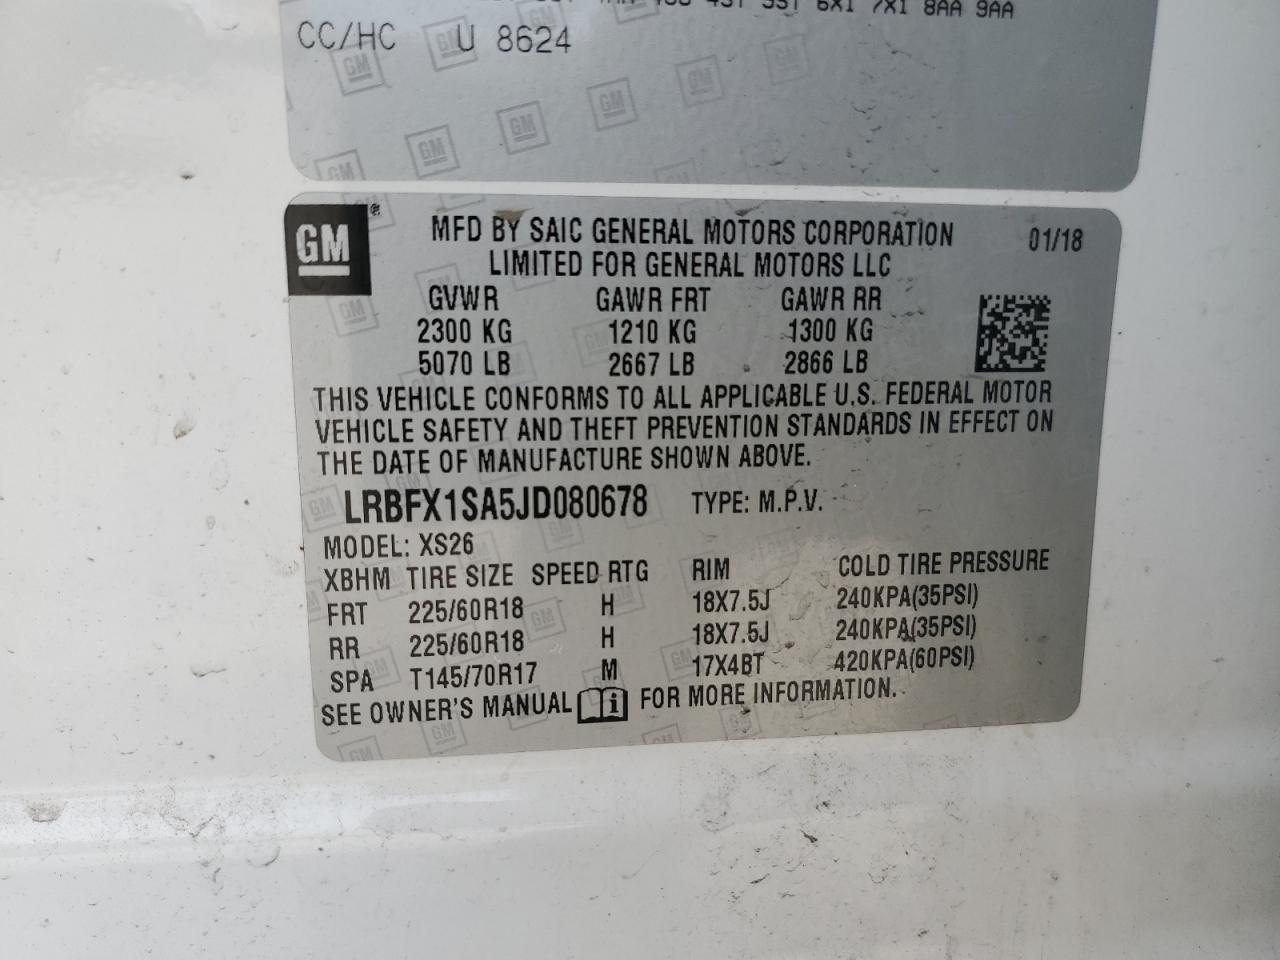 6X1 7X1 8AA 9AA
CC/HC U 8624
GM
GM ®
MFD BY SAIC GENERAL MOTORS CORPORATION 01/18
LIMITED FOR GENERAL MOTORS LLC
GVWR GAWR FRT GAWR RR
2300 KG 1210 KG 1300 KG
5070 LB 2667 LB 2866 LB
THIS VEHICLE CONFORMS TO ALL APPLICABLE U.S. FEDERAL MOTOR
VEHICLE SAFETY AND THEFT PREVENTION STANDARDS IN EFFECT ON
THE DATE OF MANUFACTURE SHOWN ABOVE.
LRBFX1SA5JD080678 TYPE: M.P.V.
MODEL: XS26
XBHM TIRE SIZE SPEED RTG RIM COLD TIRE PRESSURE
FRT 225/60R18 H 18X7.5J 240KPA(35PSI)
RR 225/60R18 H 18X7.5J 240KPA(35PSI)
SPA T145/70R17 M 17X4BT 420KPA(60PSI)
SEE OWNER'S MANUAL i FOR MORE INFORMATION.